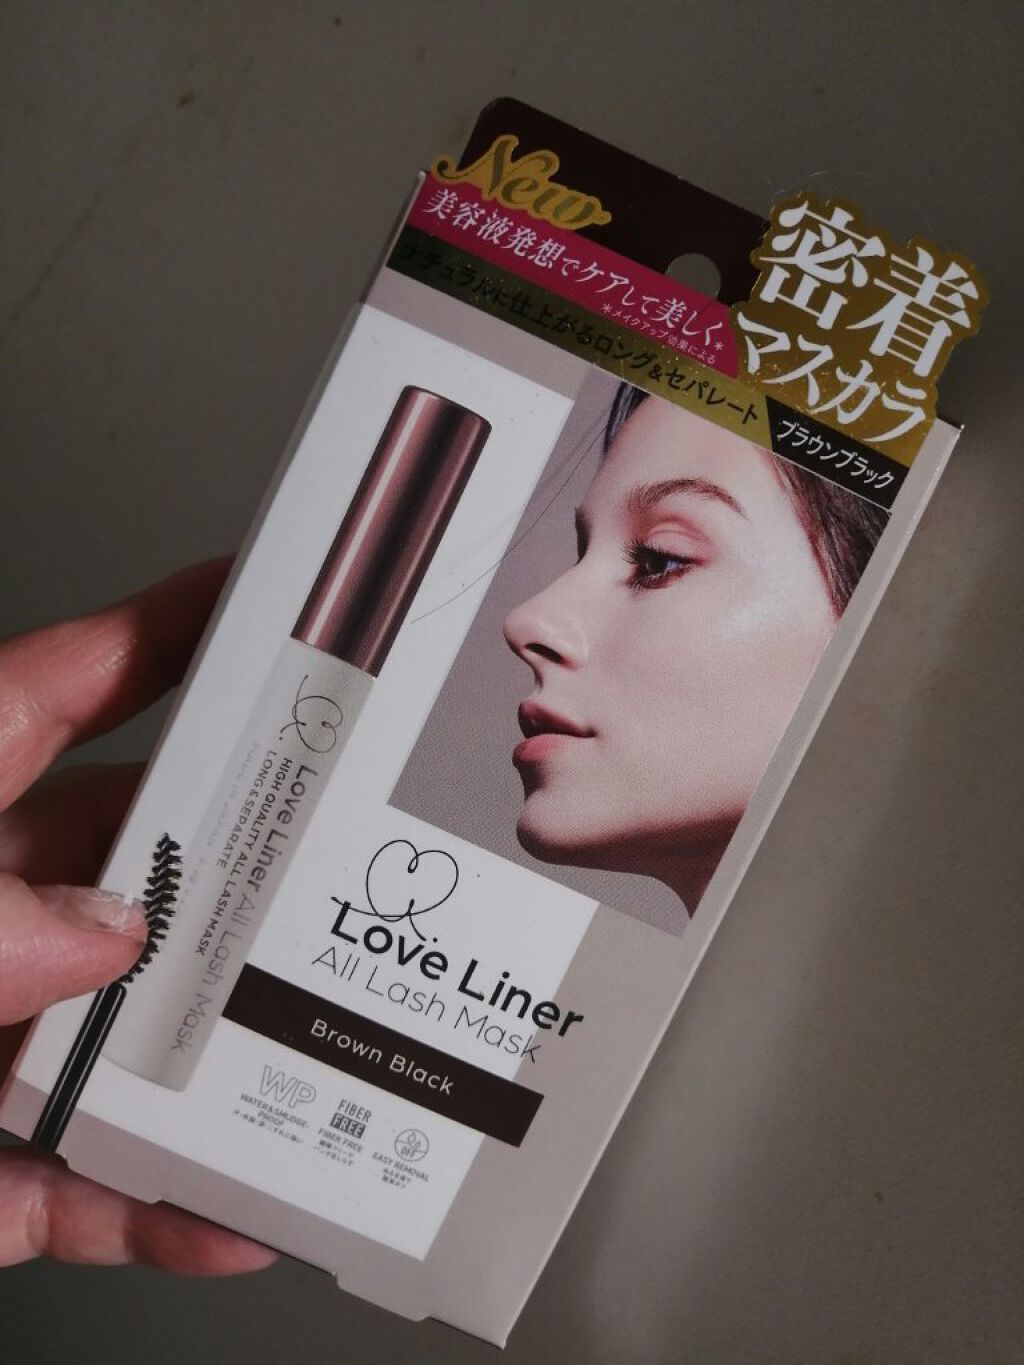 New
美容液発想でケアして美しく*
*メイクアップ効果による
ナチュラルに仕上がるロング&セパレート
密着
マスカラ
ブラウンブラック
Love Liner All Lash Mask
HIGH QUALITY ALL LASH MASK
LONG & SEPARATE
Love Liner
All Lash Mask
Brown Black
WP
WATER & SMUDGE-
PROOF
FIBER
FREE
FIBER FREE
OFF
EASY REMOVAL